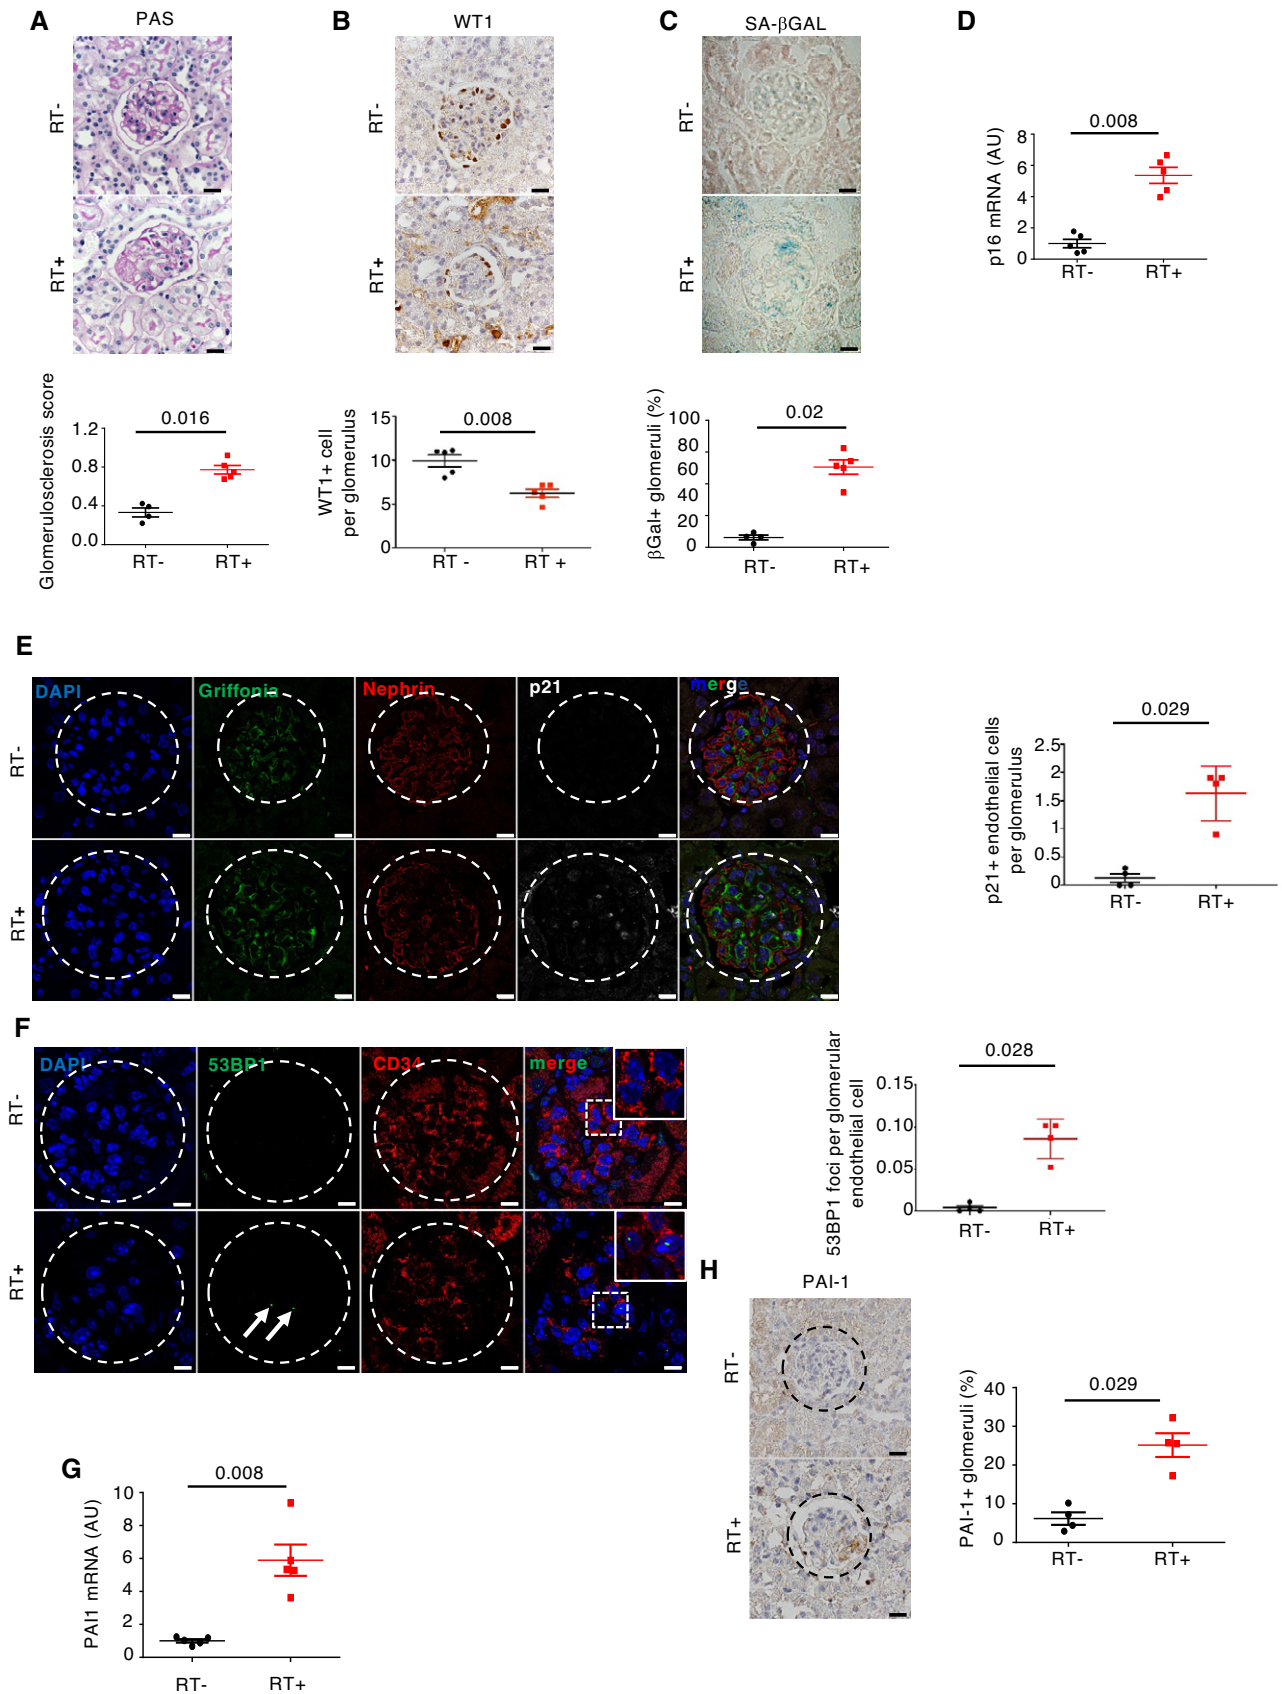 A
PAS
RT-
RT+
Glomerulosclerosis score
1.2
0.8
0.4
0.0
0.016
RT-
RT+
B
WT1
RT-
RT+
WT1+ cell
per glomerulus
15
10
5
0
0.008
RT -
RT +
C
SA-βGAL
RT-
RT+
βGal+ glomeruli (%)
100
80
60
40
20
0
0.02
RT-
RT+
D
p16 mRNA (AU)
8
6
4
2
0
0.008
RT-
RT+
E
DAPI
Griffonia
Nephrin
p21
merge
RT-
RT+
p21+ endothelial cells
per glomerulus
2.5
2
1.5
1
0.5
0
0.029
RT-
RT+
F
DAPI
53BP1
CD34
merge
RT-
RT+
53BP1 foci per glomerular
endothelial cell
0.15
0.10
0.05
0
0.028
RT-
RT+
G
PAI1 mRNA (AU)
10
8
6
4
2
0
0.008
RT-
RT+
H
PAI-1
RT-
RT+
PAI-1+ glomeruli (%)
40
30
20
10
0
0.029
RT-
RT+